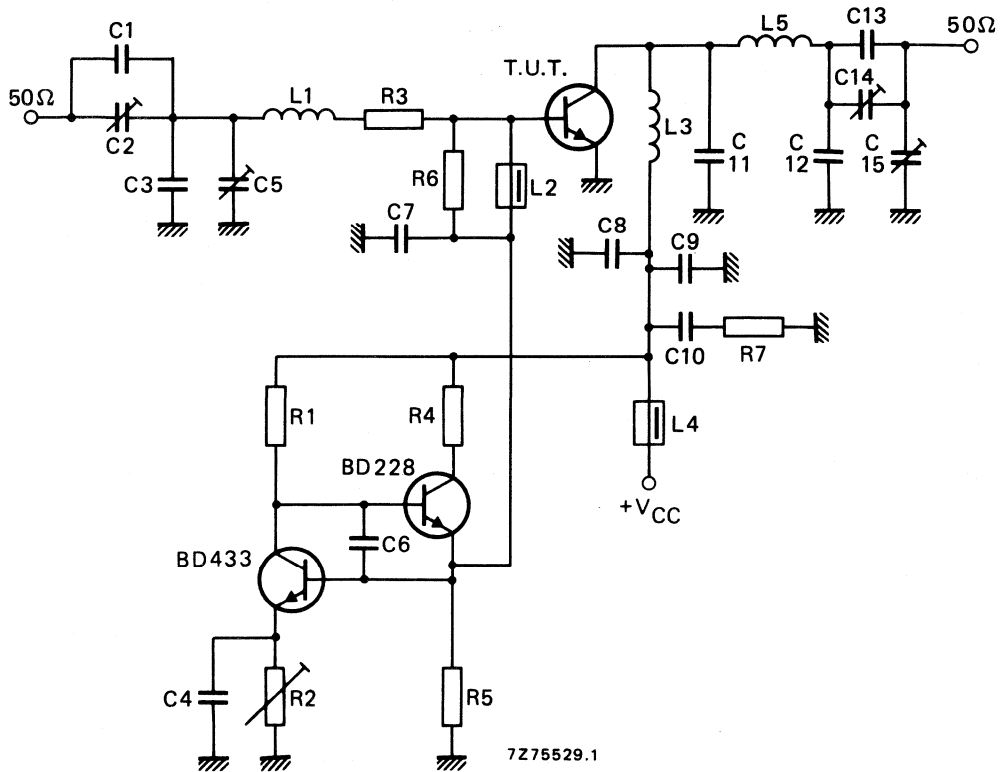 C1
C13
L5
50Ω
T.U.T.
C14
50Ω
L1
R3
C2
L3
C
11
C
12
C
15
C3
C5
R6
L2
C7
C8
C9
C10
R7
R1
R4
L4
BD228
+VCC
C6
BD433
C4
R2
R5
7Z75529.1